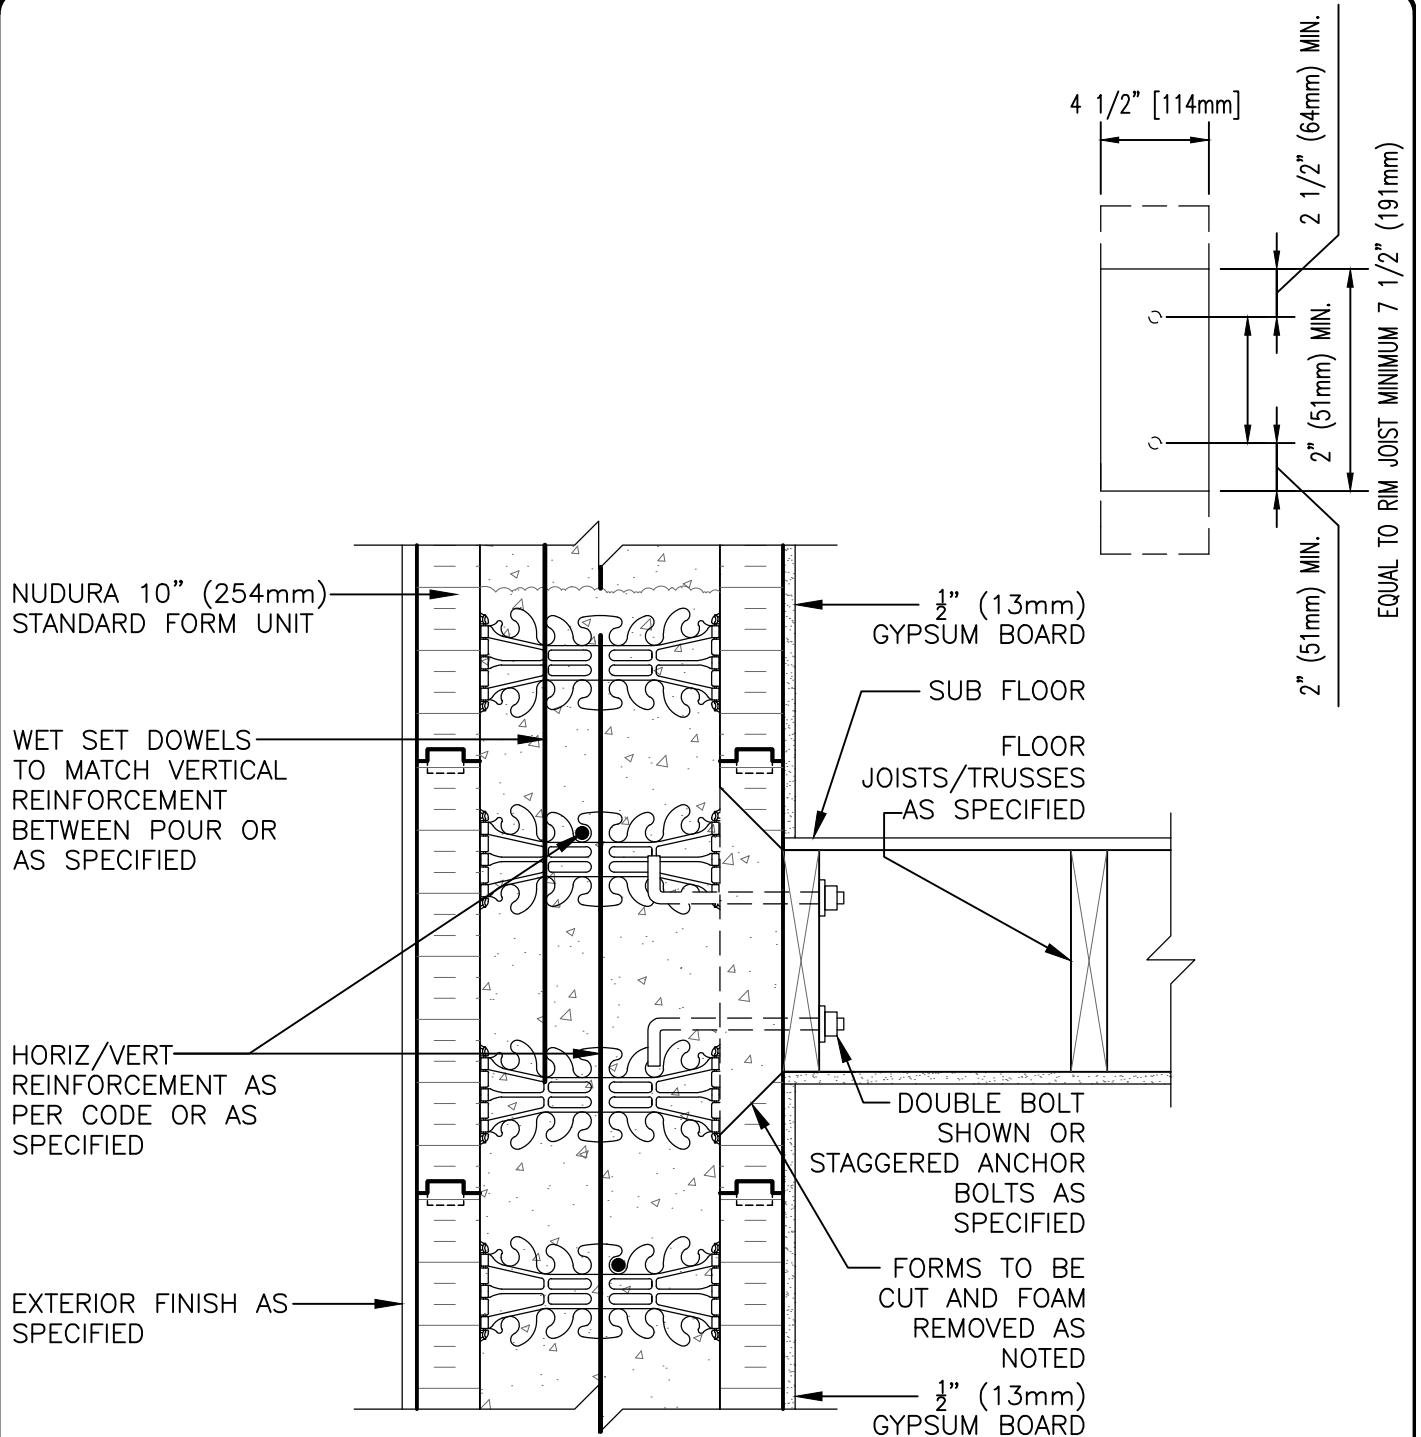 4 1/2" [114mm]
2 1/2" (64mm) MIN.
2" (51mm) MIN.
2" (51mm) MIN.
EQUAL TO RIM JOIST MINIMUM 7 1/2" (191mm)
NUDURA 10" (254mm)
STANDARD FORM UNIT
WET SET DOWELS
TO MATCH VERTICAL
REINFORCEMENT
BETWEEN POUR OR
AS SPECIFIED
HORIZ/VERT
REINFORCEMENT AS
PER CODE OR AS
SPECIFIED
EXTERIOR FINISH AS
SPECIFIED
1/2" (13mm)
GYPSUM BOARD
SUB FLOOR
FLOOR
JOISTS/TRUSSES
AS SPECIFIED
DOUBLE BOLT
SHOWN OR
STAGGERED ANCHOR
BOLTS AS
SPECIFIED
FORMS TO BE
CUT AND FOAM
REMOVED AS
NOTED
1/2" (13mm)
GYPSUM BOARD